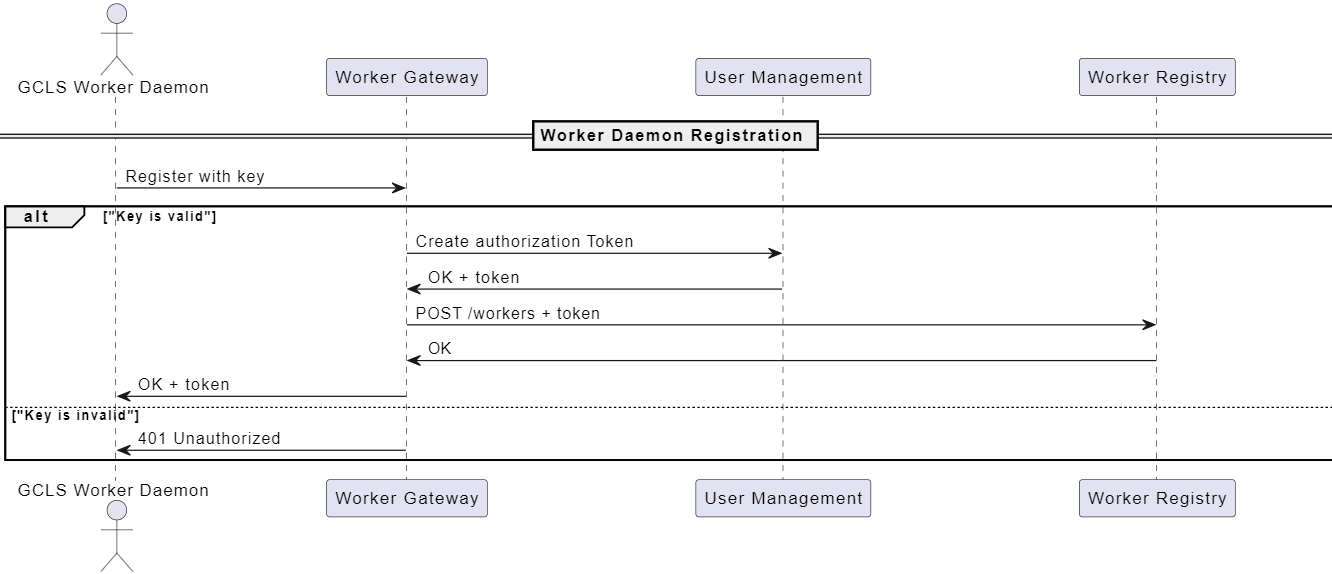 GCLS Worker Daemon
Worker Gateway
User Management
Worker Registry
Worker Daemon Registration
Register with key
alt
["Key is valid"]
Create authorization Token
OK + token
POST /workers + token
OK
OK + token
["Key is invalid"]
401 Unauthorized
GCLS Worker Daemon
Worker Gateway
User Management
Worker Registry